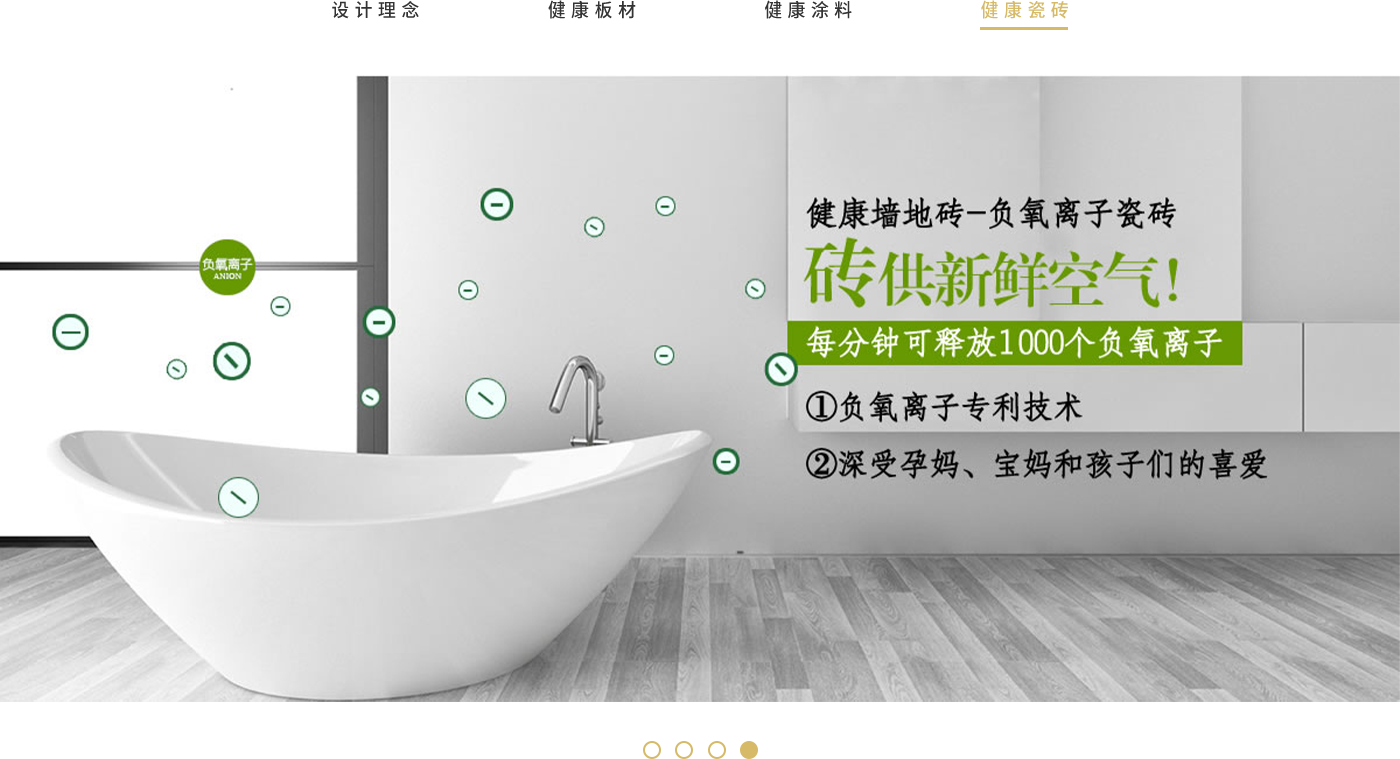 设计理念
健康板材
健康涂料
健康瓷砖
负氧离子
ANION
健康墙地砖-负氧离子瓷砖
砖供新鲜空气!
每分钟可释放1000个负氧离子
①负氧离子专利技术
②深受孕妈、宝妈和孩子们的喜爱